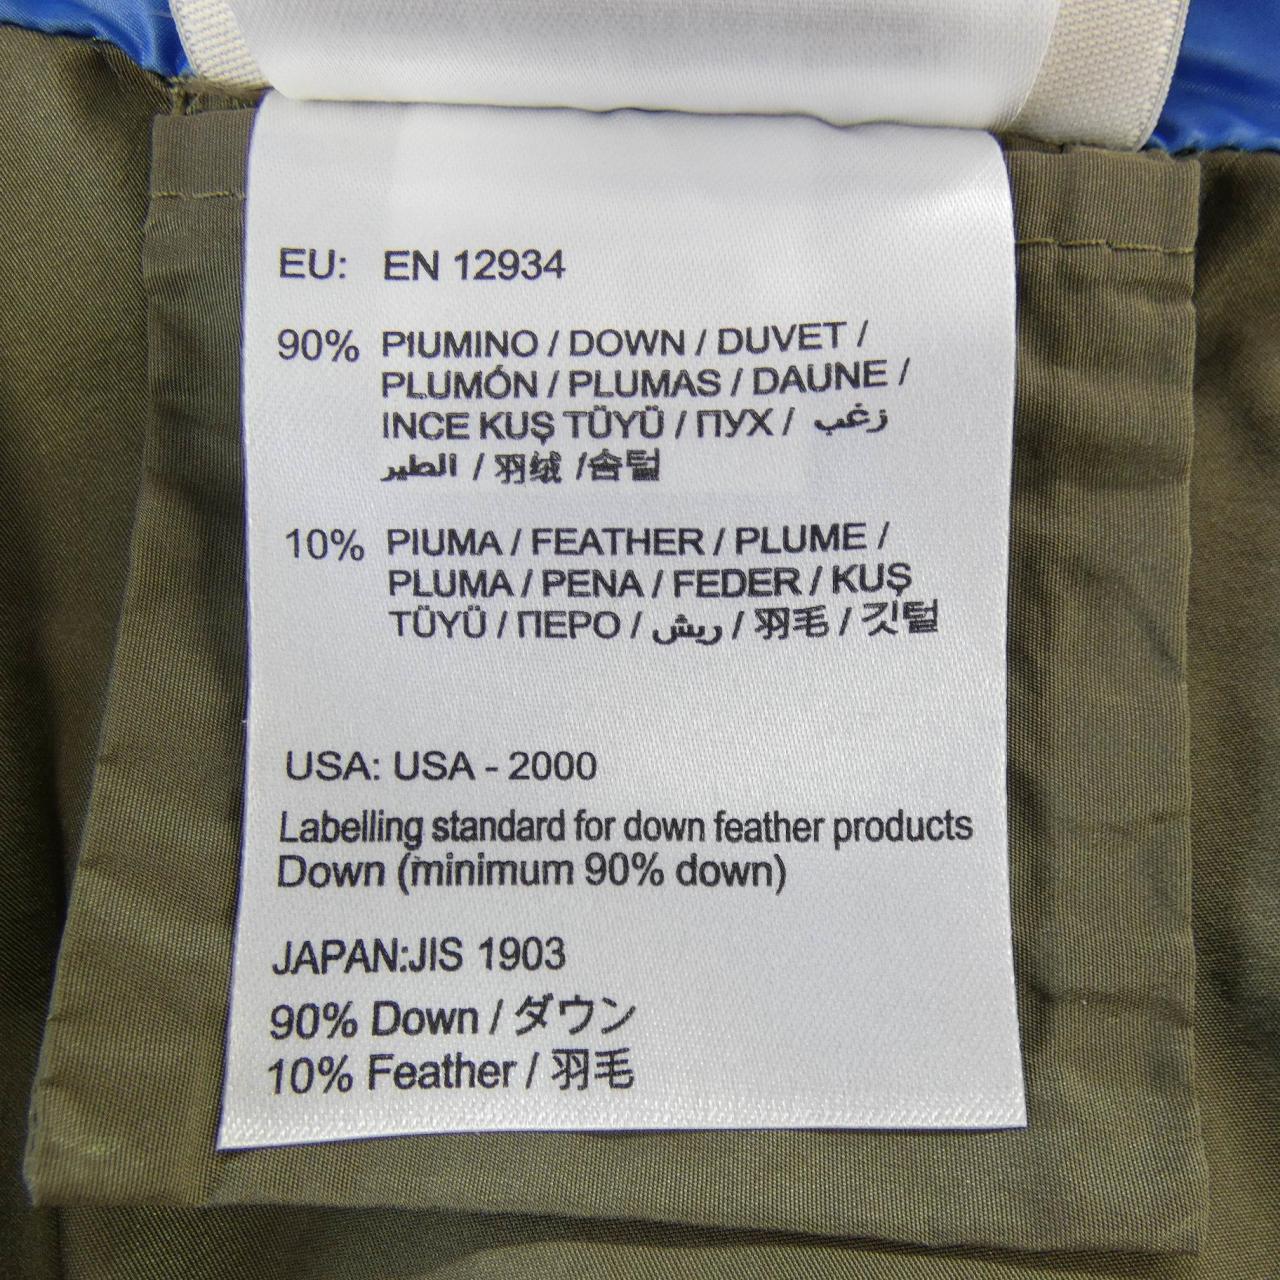 EU: EN 12934
90% PIUMINO / DOWN / DUVET /
PLUMÓN / PLUMAS / DAUNE /
INCE KUŞ TÜYÜ / ПУХ / زغب
الطير / 羽绒 /솜털
10% PIUMA / FEATHER / PLUME /
PLUMA / PENA / FEDER / KUŞ
TÜYÜ / ПЕРО / ريش / 羽毛 / 깃털
USA: USA - 2000
Labelling standard for down feather products
Down (minimum 90% down)
JAPAN:JIS 1903
90% Down / ダウン
10% Feather / 羽毛